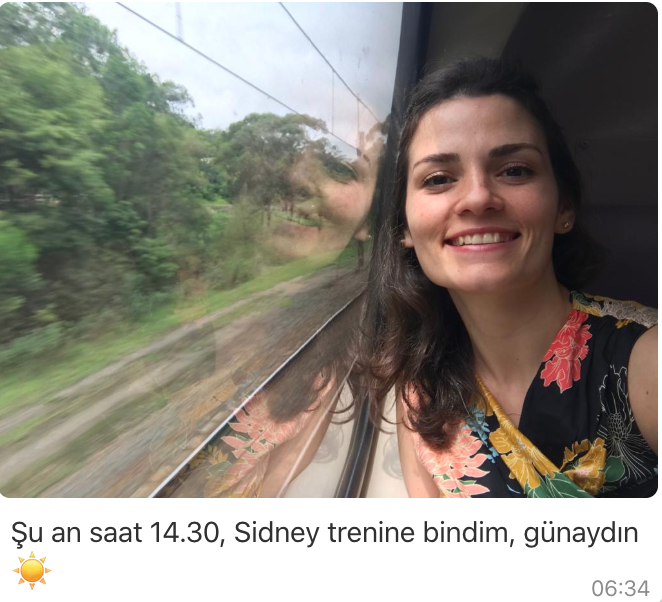 Şu an saat 14.30, Sidney trenine bindim, günaydın
☀️
06:34